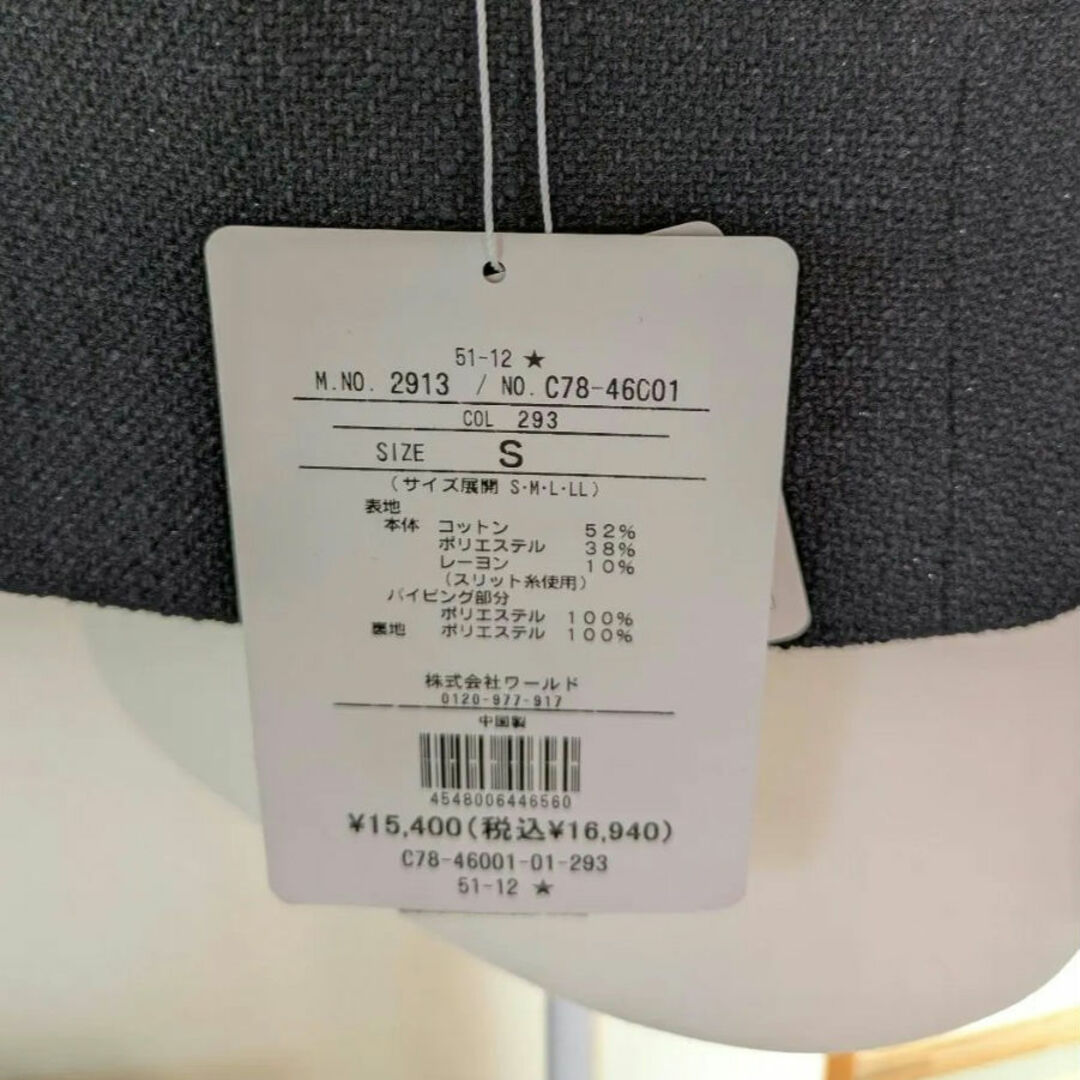 51-12 ★
M.NO. 2913 / NO. C78-46001
COL 293
SIZE S
(サイズ展開 S・M・L・LL)
表地
本体 コットン 52%
ポリエステル 38%
レーヨン 10%
(スリット糸使用)
パイピング部分
ポリエステル 100%
裏地 ポリエステル 100%
株式会社ワールド
0120-977-917
中国製
4548006446560
¥15,400(税込¥16,940)
C78-46001-01-293
51-12 ★